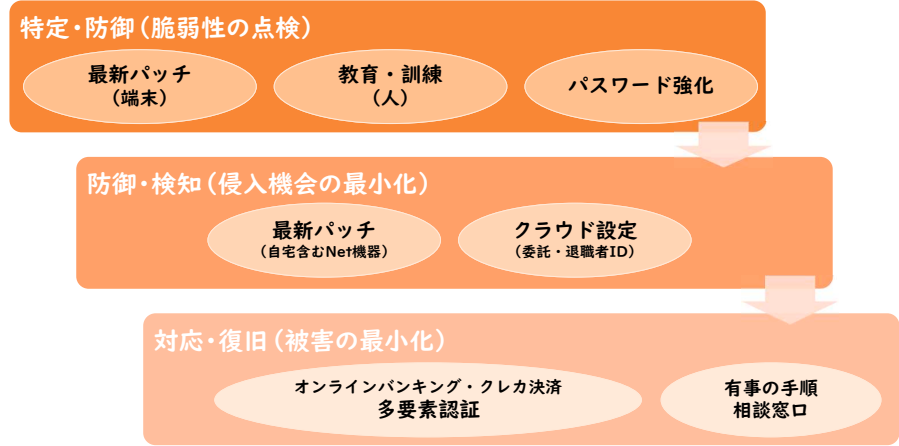 特定・防御(脆弱性の点検)
最新パッチ
(端末)
教育・訓練
(人)
パスワード強化
防御・検知(侵入機会の最小化)
最新パッチ
(自宅含むNet機器)
クラウド設定
(委託・退職者ID)
対応・復旧(被害の最小化)
オンラインバンキング・クレカ決済
多要素認証
有事の手順
相談窓口